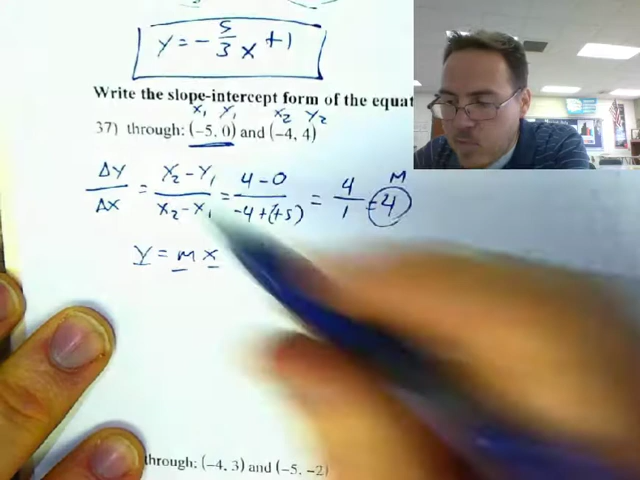 y = -5/3 x + 1
Write the slope-intercept form of the equat
x₁ y₁ x₂ y₂
37) through: (-5, 0) and (-4, 4)
Δy/Δx = y₂ - y₁/x₂ - x₁ = 4 - 0/-4 + (+5) = 4/1 = 4 M
y = m x
hrough: (-4, 3) and (-5, -2)